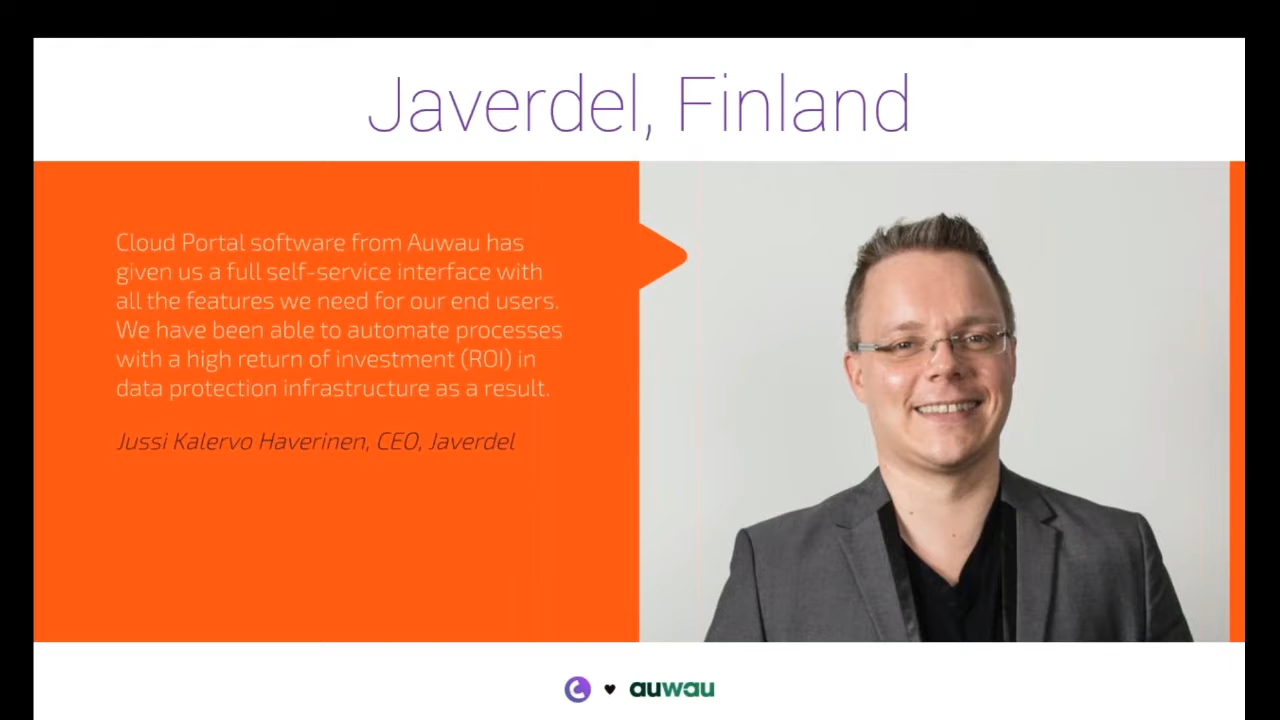 Javerdel, Finland
Cloud Portal software from Auwau has
given us a full self-service interface with
all the features we need for our end users.
We have been able to automate processes
with a high return of investment (ROI) in
data protection infrastructure as a result.
Jussi Kalervo Haverinen, CEO, Javerdel
auwau